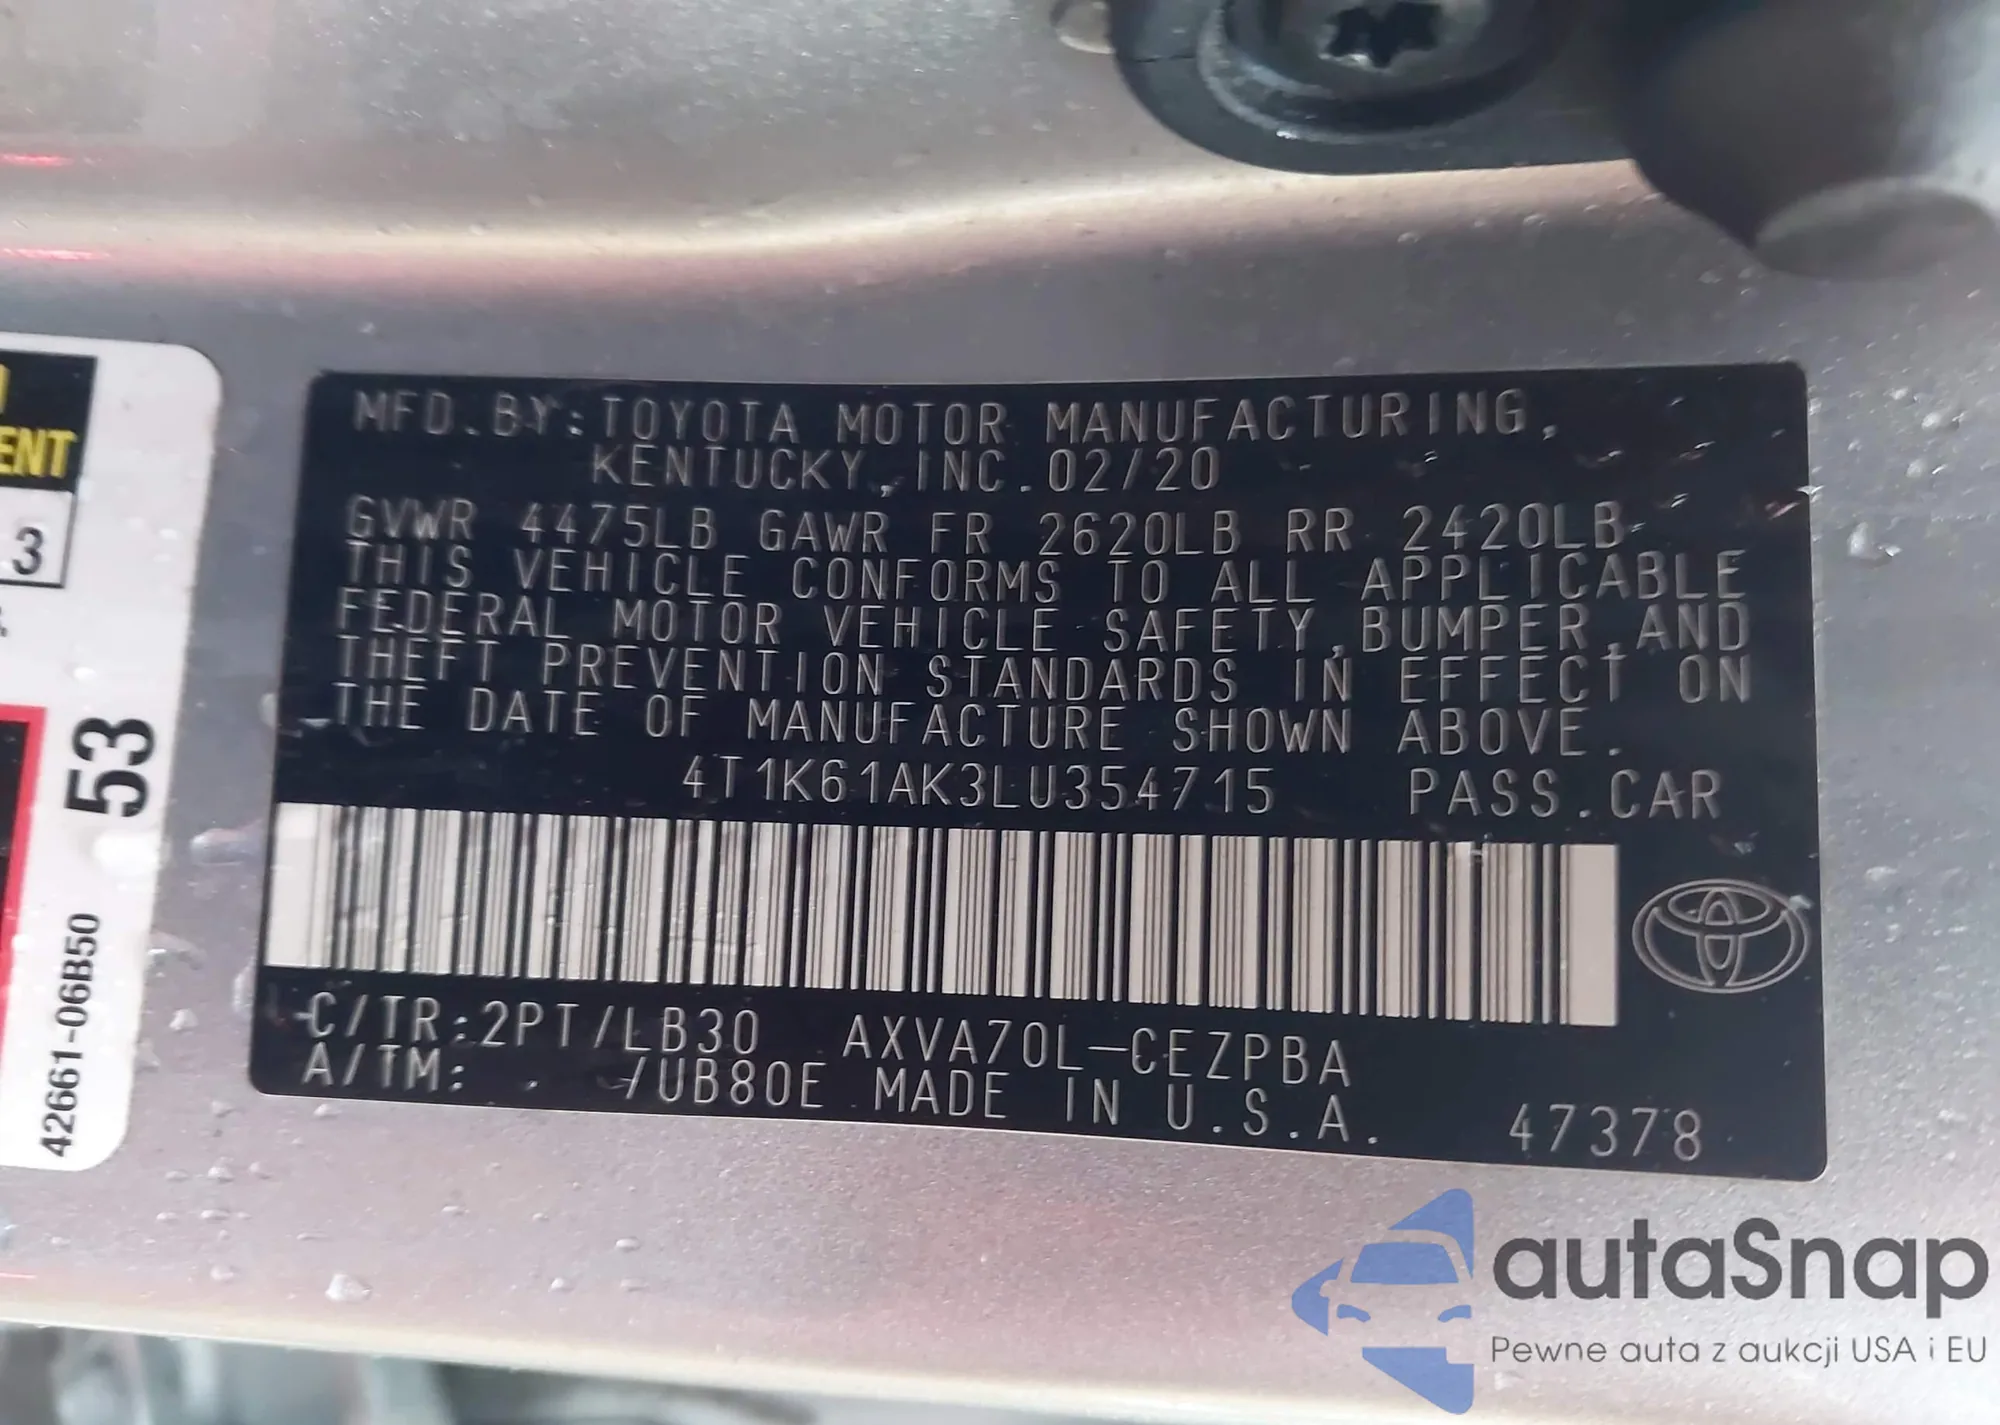 ENT
3
53
42661-06B50
MFD.BY:TOYOTA MOTOR MANUFACTURING,
KENTUCKY,INC.02/20
GVWR 4475LB GAWR FR 2620LB RR 2420LB
THIS VEHICLE CONFORMS TO ALL APPLICABLE
FEDERAL MOTOR VEHICLE SAFETY,BUMPER,AND
THEFT PREVENTION STANDARDS IN EFFECT ON
THE DATE OF MANUFACTURE SHOWN ABOVE.
4T1K61AK3LU354715 PASS.CAR
C/TR:2PT/LB30 AXVA70L-CEZPBA
A/TM: . /UB80E MADE IN U.S.A.
47378
autaSnap
Pewne auta z aukcji USA i EU